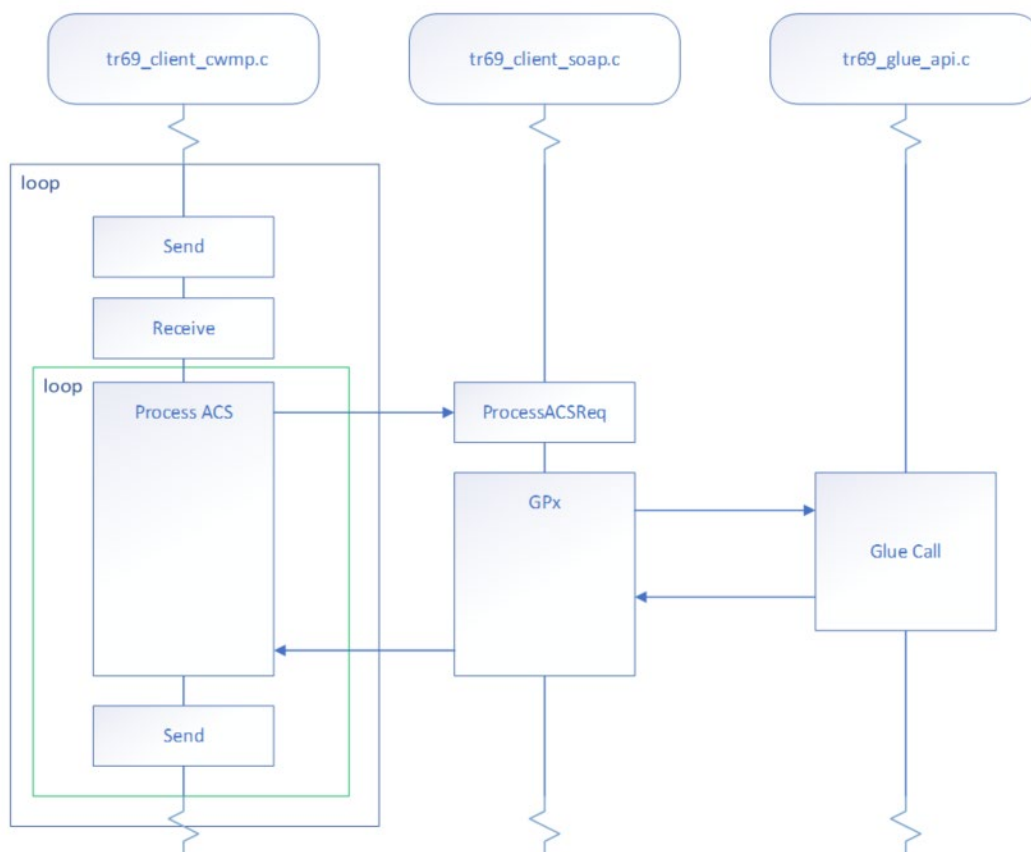 tr69_client_cwmp.c
tr69_client_soap.c
tr69_glue_api.c
loop
Send
Receive
loop
Process ACS
ProcessACSReq
GPx
Glue Call
Send